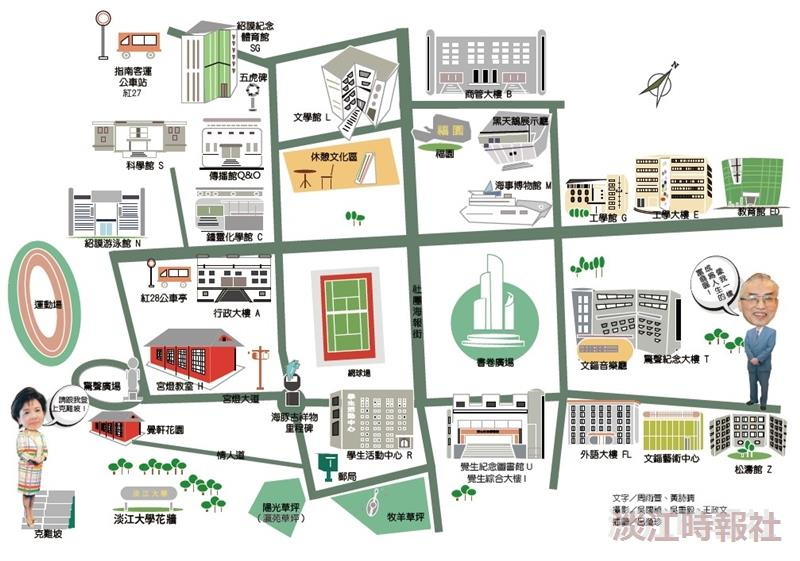 紹謨紀念
體育館
SG
指南客運
公車站
紅27
五虎碑
文學館 L
商管大樓 B
N
福園
福園
黑天鵝展示廳
科學館 S
傳播館Q&O
休憩文化區
海事博物館 M
工學館 G
工學大樓 E
教育館 ED
紹謨游泳館 N
鍾靈化學館 C
運動場
紅28公車亭
行政大樓 A
網球場
社團海報街
書卷廣場
文錙音樂廳
驚聲紀念大樓 T
驚聲廣場
宮燈教室 H
宮燈大道
海豚吉祥物
里程碑
學生活動中心
學生活動中心 R
覺生紀念圖書館 U
覺生綜合大樓 I
外語大樓 FL
文錙藝術中心
松濤館 Z
請跟我登
上克難坡！
覺軒花園
情人道
郵局
淡江大學
淡江大學花牆
克難坡
陽光草坪
（瀛苑草坪）
牧羊草坪
淡江時報社